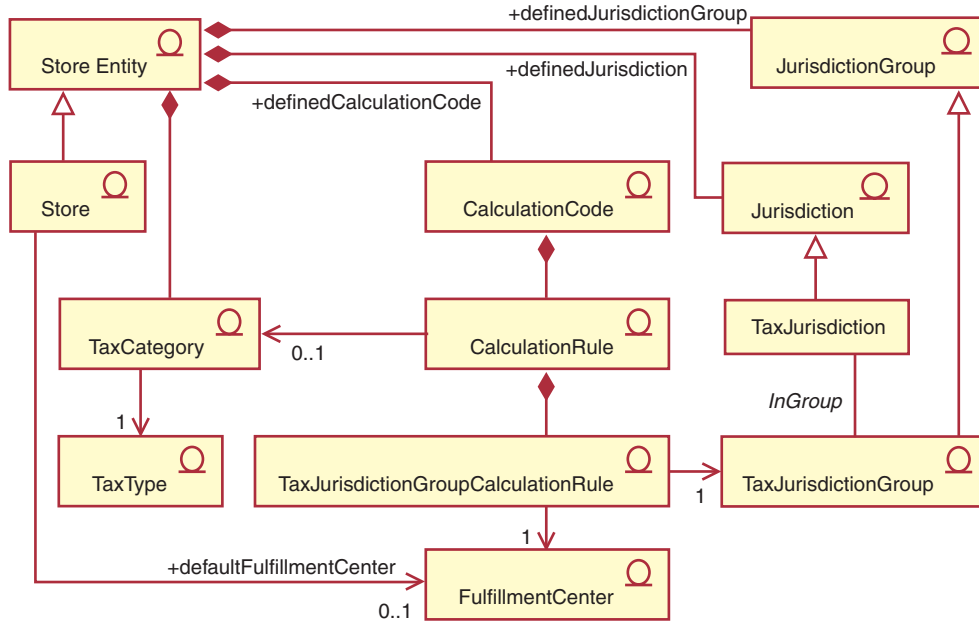 +definedJurisdictionGroup
Store Entity
JurisdictionGroup
+definedJurisdiction
+definedCalculationCode
Store
CalculationCode
Jurisdiction
TaxCategory
0..1
CalculationRule
TaxJurisdiction
InGroup
1
TaxType
TaxJurisdictionGroupCalculationRule
1
TaxJurisdictionGroup
1
+defaultFulfillmentCenter
0..1
FulfillmentCenter